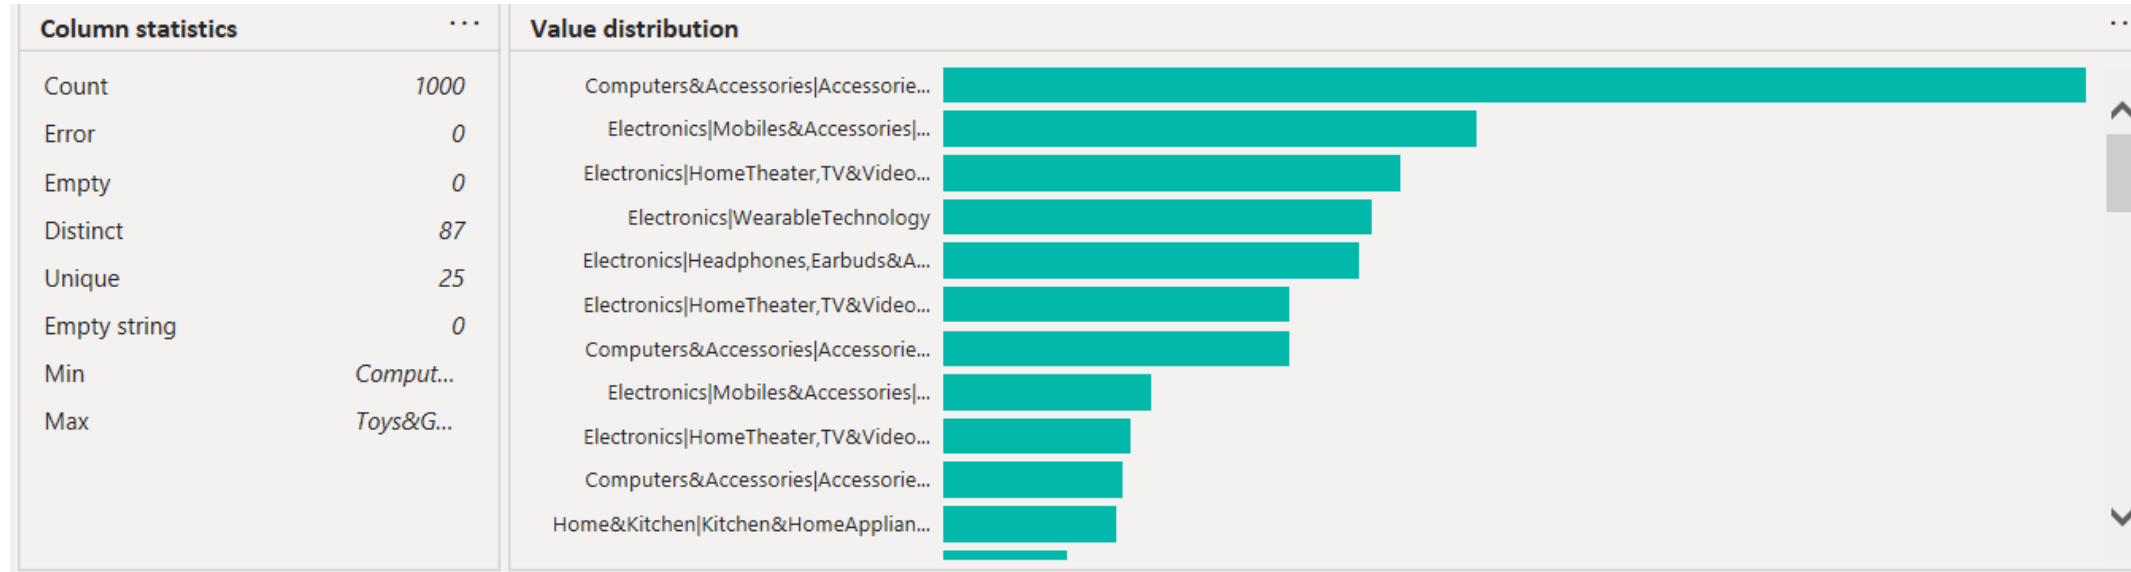 Column statistics ...
Count 1000
Error 0
Empty 0
Distinct 87
Unique 25
Empty string 0
Min Comput...
Max Toys&G...
Value distribution ..
Computers&Accessories|Accessorie...
Electronics|Mobiles&Accessories|...
Electronics|HomeTheater,TV&Video...
Electronics|WearableTechnology
Electronics|Headphones,Earbuds&A...
Electronics|HomeTheater,TV&Video...
Computers&Accessories|Accessorie...
Electronics|Mobiles&Accessories|...
Electronics|HomeTheater,TV&Video...
Computers&Accessories|Accessorie...
Home&Kitchen|Kitchen&HomeApplian...